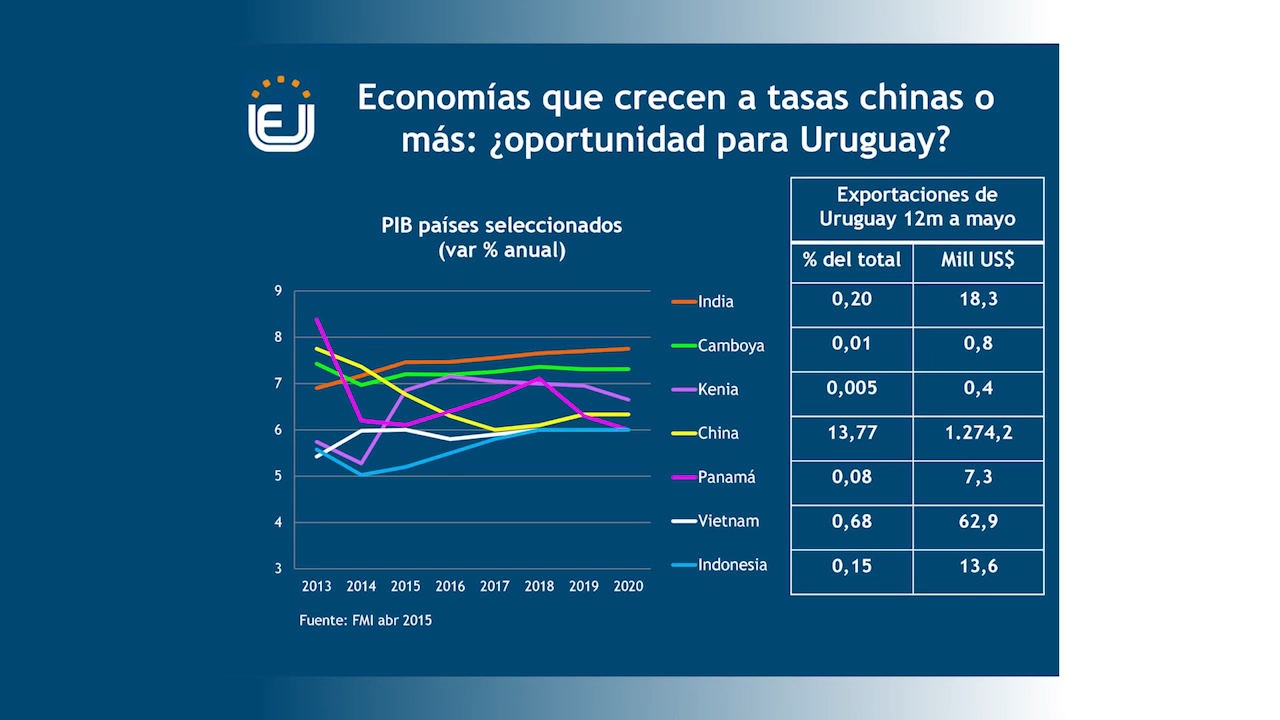 EU
Economías que crecen a tasas chinas o
más: ¿oportunidad para Uruguay?
PIB países seleccionados
(var % anual)
9
8
7
6
5
4
3
2013 2014 2015 2016 2017 2018 2019 2020
Fuente: FMI abr 2015
India
Camboya
Kenia
China
Panamá
Vietnam
Indonesia
Exportaciones de
Uruguay 12m a mayo
% del total Mill US$
0,20 18,3
0,01 0,8
0,005 0,4
13,77 1.274,2
0,08 7,3
0,68 62,9
0,15 13,6